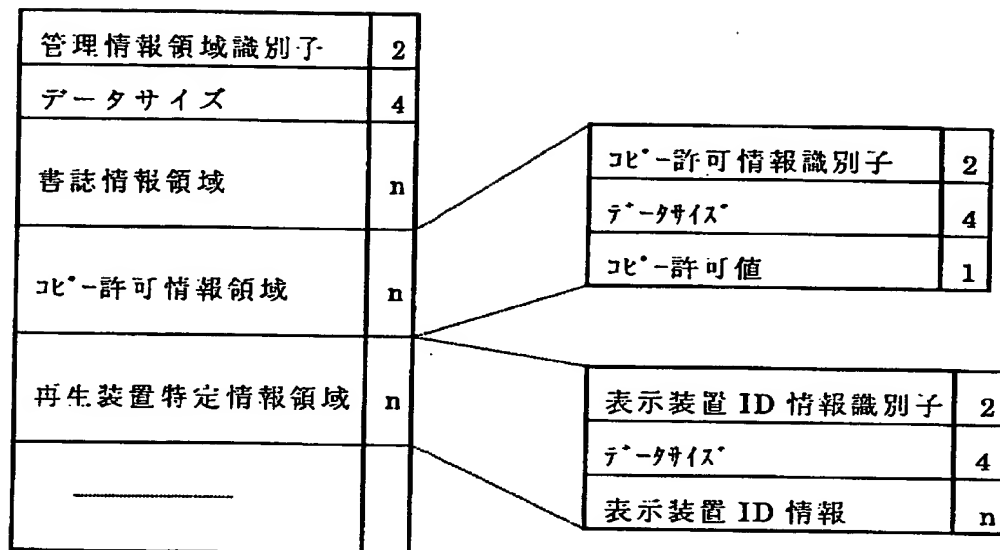 管理情報領域識別子 2
データサイズ 4
書誌情報領域 n
コピー許可情報領域 n
再生装置特定情報領域 n
コピー許可情報識別子 2
データサイズ 4
コピー許可値 1
表示装置 ID 情報識別子 2
データサイズ 4
表示装置 ID 情報 n